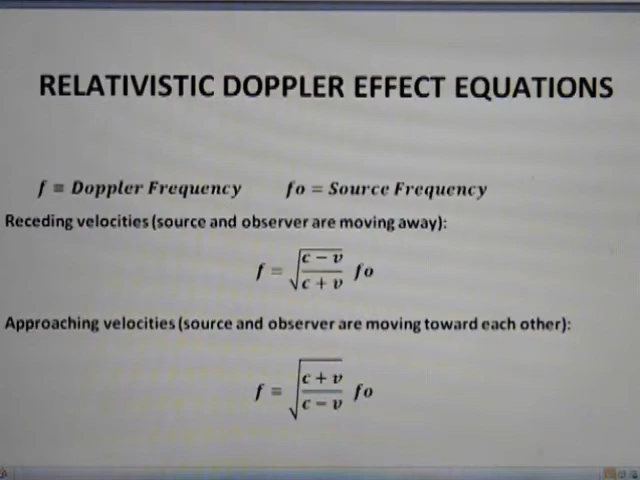 RELATIVISTIC DOPPLER EFFECT EQUATIONS
f ≡ Doppler Frequency fo = Source Frequency
Receding velocities (source and observer are moving away):
f = √((c − v)/(c + v)) fo
Approaching velocities (source and observer are moving toward each other):
f = √((c + v)/(c − v)) fo